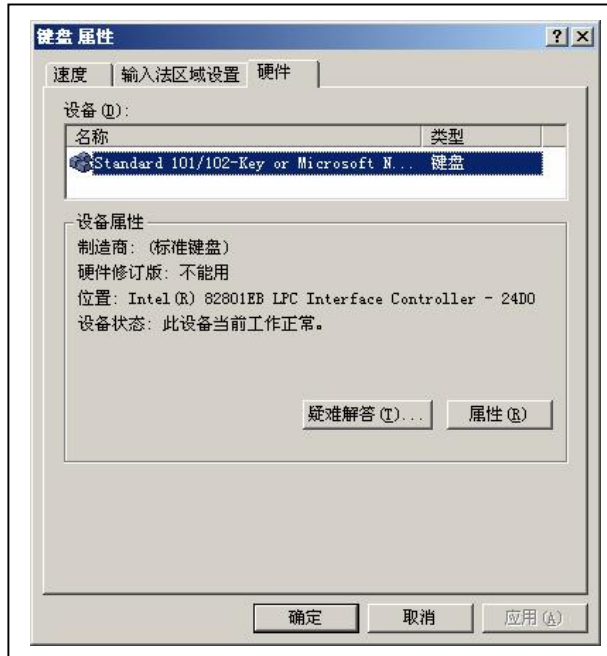 键盘 属性
速度 输入法区域设置 硬件
设备(D):
名称 类型
Standard 101/102-Key or Microsoft N... 键盘
设备属性
制造商: (标准键盘)
硬件修订版: 不能用
位置: Intel(R) 82801EB LPC Interface Controller - 24D0
设备状态: 此设备当前工作正常。
疑难解答(T)... 属性(R)
确定 取消 应用(A)